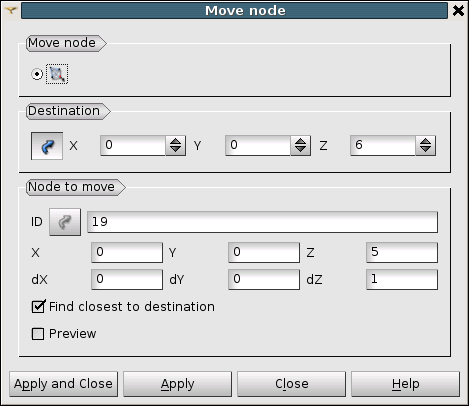 Move node
Move node
Destination
X 0 Y 0 Z 6
Node to move
ID 19
X 0 Y 0 Z 5
dX 0 dY 0 dZ 1
Find closest to destination
Preview
Apply and Close Apply Close Help